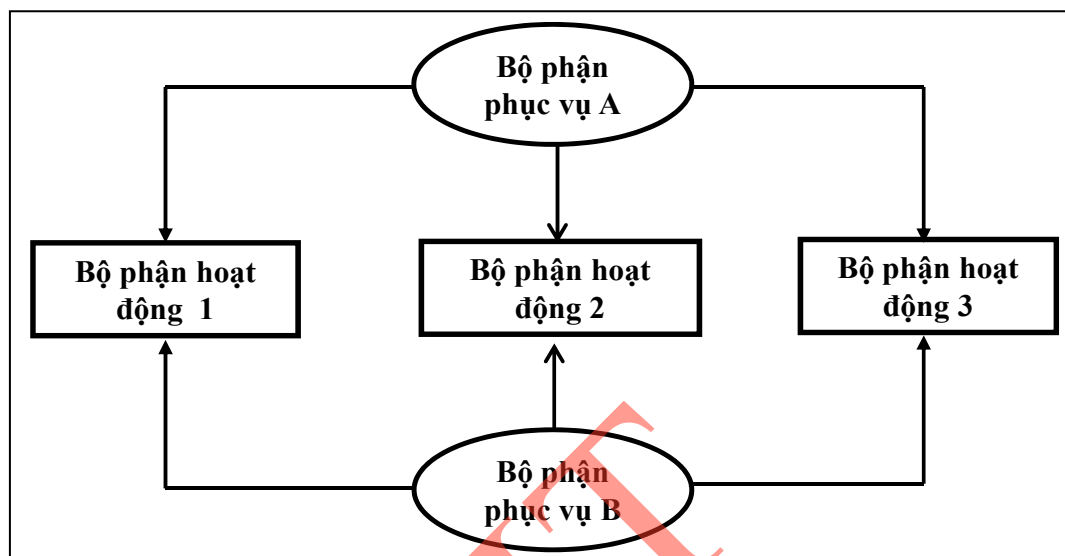 Bộ phận
phục vụ A
Bộ phận hoạt
động 1
Bộ phận hoạt
động 2
Bộ phận hoạt
động 3
Bộ phận
phục vụ B